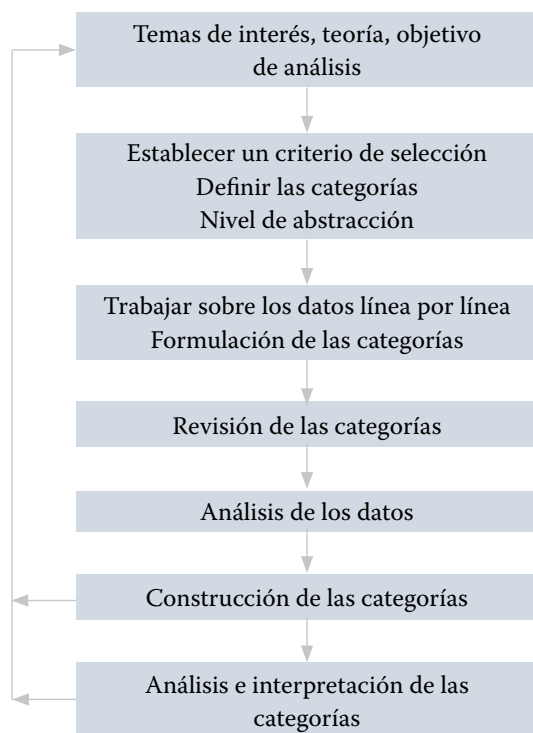 Temas de interés, teoría, objetivo
de análisis
Establecer un criterio de selección
Definir las categorías
Nivel de abstracción
Trabajar sobre los datos línea por línea
Formulación de las categorías
Revisión de las categorías
Análisis de los datos
Construcción de las categorías
Análisis e interpretación de las
categorías